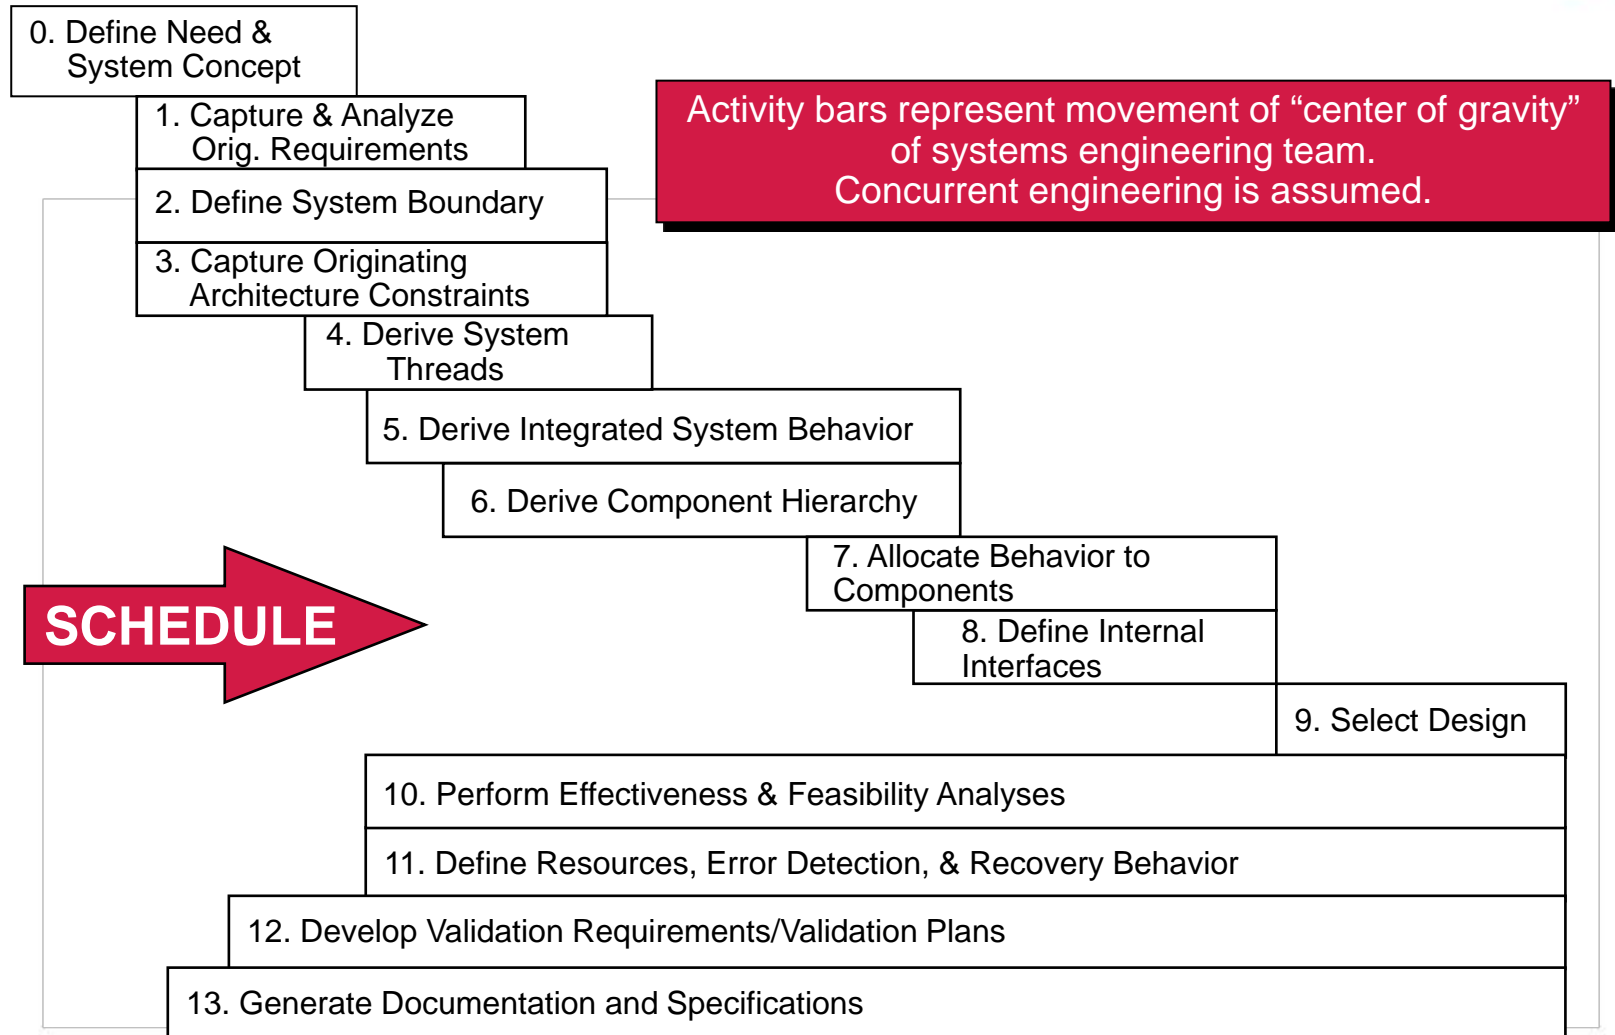 0. Define Need &
System Concept
1. Capture & Analyze
Orig. Requirements
Activity bars represent movement of “center of gravity”
of systems engineering team.
Concurrent engineering is assumed.
2. Define System Boundary
3. Capture Originating
Architecture Constraints
4. Derive System
Threads
5. Derive Integrated System Behavior
6. Derive Component Hierarchy
7. Allocate Behavior to
Components
SCHEDULE
8. Define Internal
Interfaces
9. Select Design
10. Perform Effectiveness & Feasibility Analyses
11. Define Resources, Error Detection, & Recovery Behavior
12. Develop Validation Requirements/Validation Plans
13. Generate Documentation and Specifications